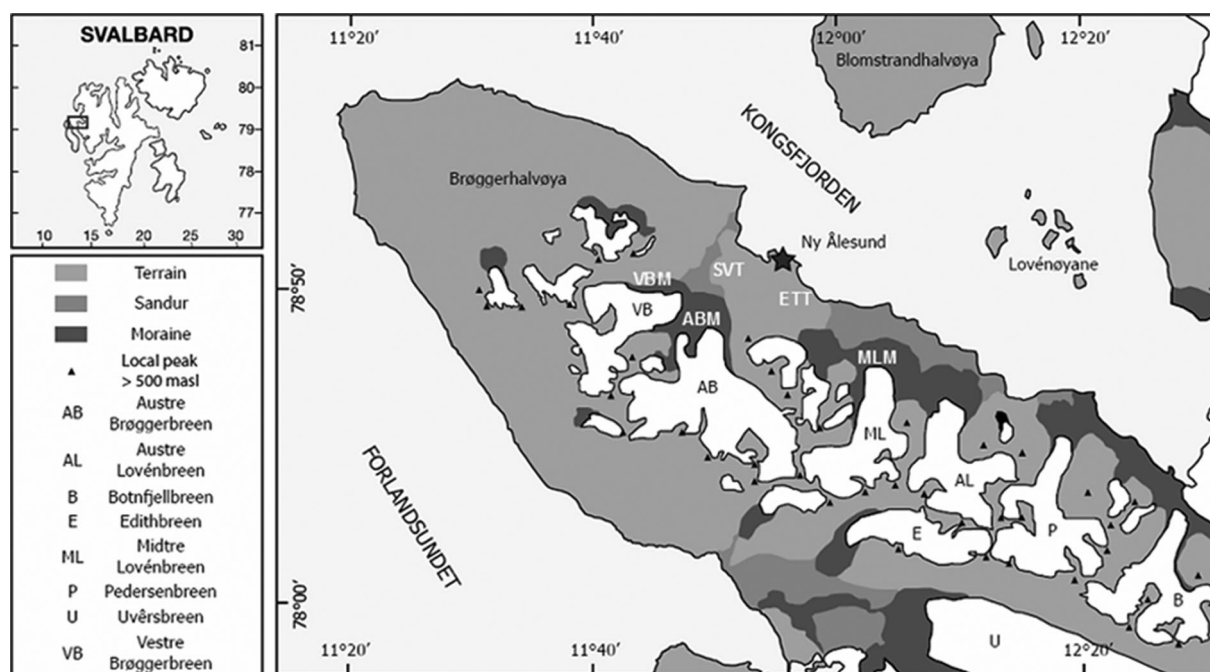 SVALBARD
81
80
79
78
77
10
15
20
25
30
Terrain
Sandur
Moraine
Local peak
> 500 masl
AB
Austre
Brøggerbreen
AL
Austre
Lovénbreen
B
Botnfjellbreen
E
Edithbreen
ML
Midtre
Lovénbreen
P
Pedersenbreen
U
Uvêrsbreen
VB
Vestre
Brøggerbreen
11°20′
11°40′
12°00′
12°20′
Blomstrandhalvøya
KONGSFJORDEN
Brøggerhalvøya
Ny Ålesund
Lovénøyane
SVT
VBM
78°50′
ETT
VB
ABM
MLM
AB
ML
AL
FORLANDSUNDET
E
P
78°00′
B
U
11°20′
11°40′
12°00′
12°20′